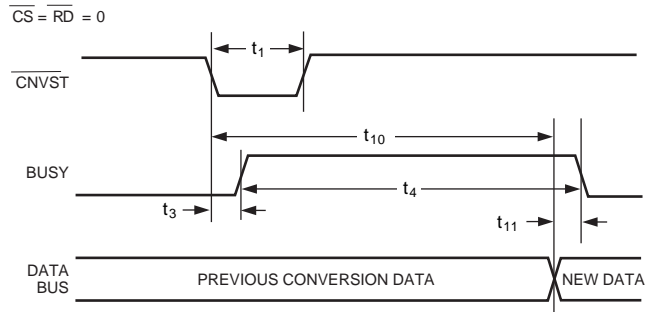 CS = RD = 0
t1
CNVST
t10
BUSY
t4
t3
t11
DATA
BUS
PREVIOUS CONVERSION DATA
NEW DATA